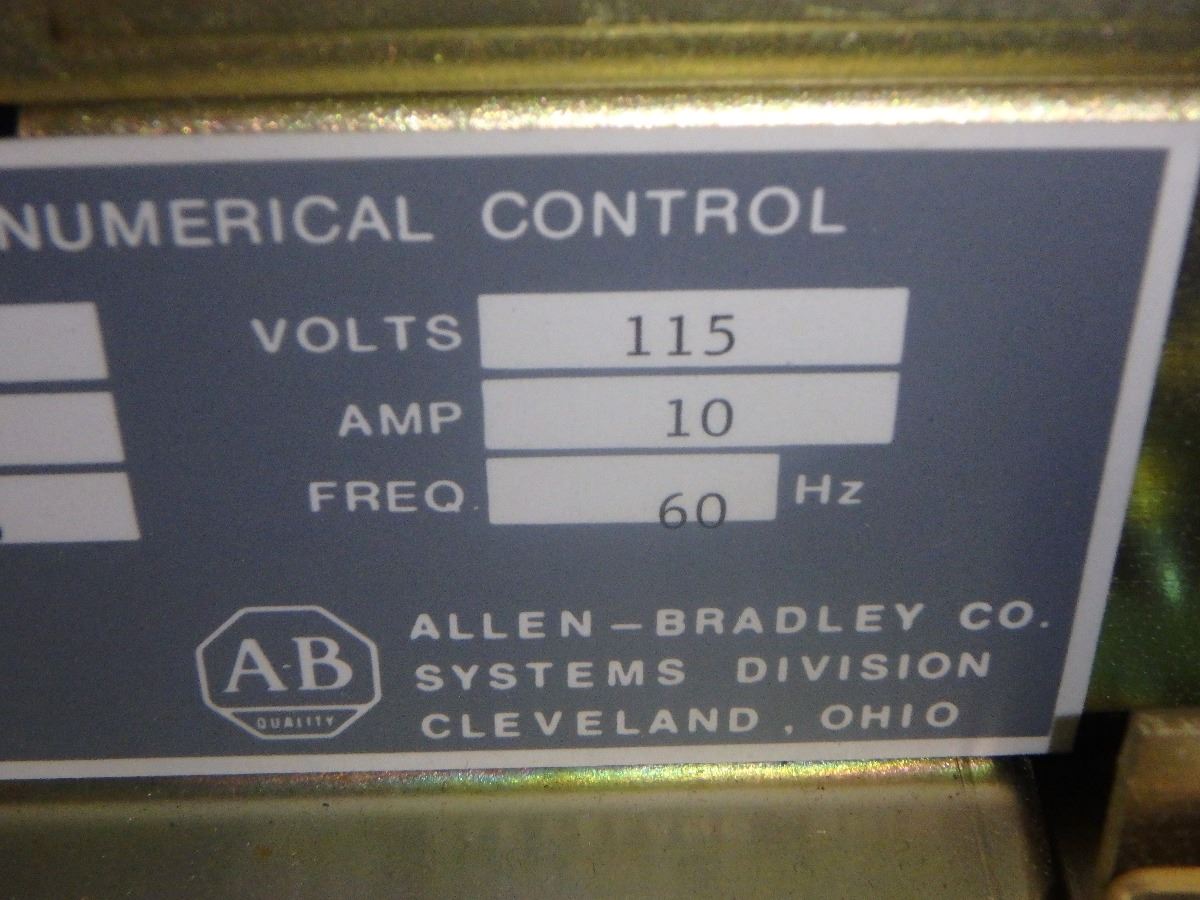 NUMERICAL CONTROL
VOLTS 115
AMP 10
FREQ. 60 Hz
A-B
QUALITY
ALLEN-BRADLEY CO.
SYSTEMS DIVISION
CLEVELAND, OHIO